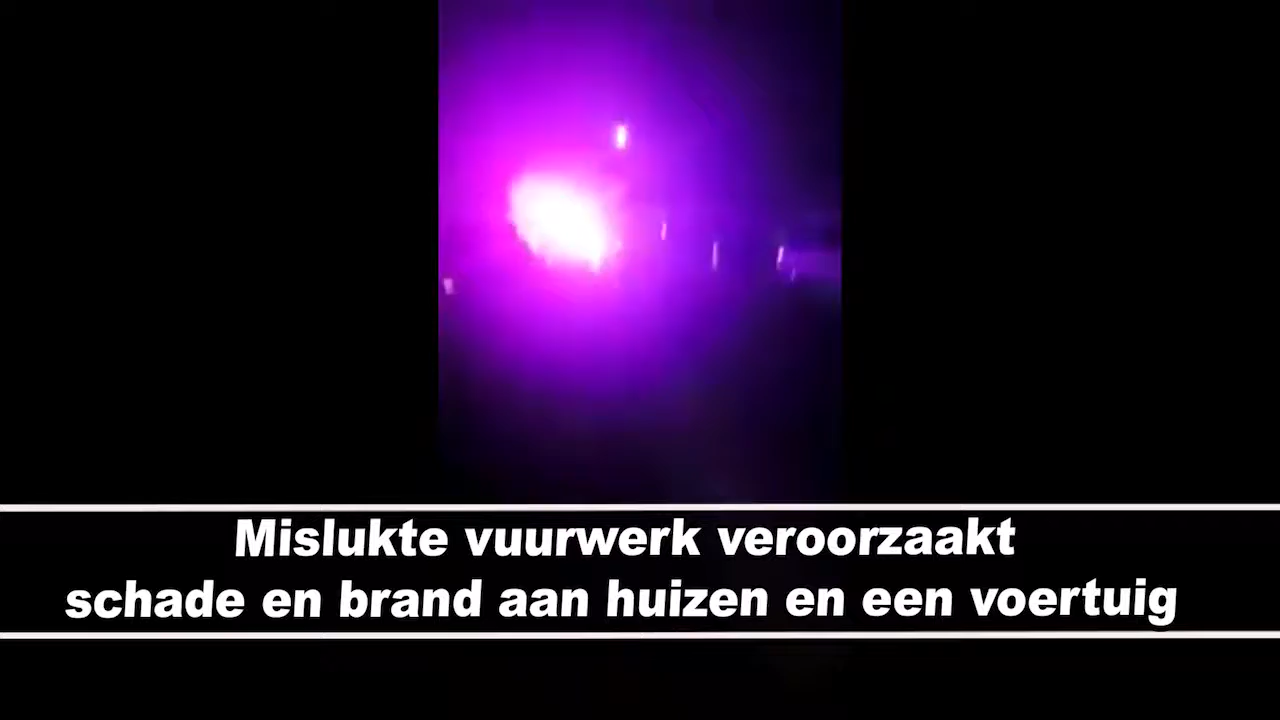 Mislukte vuurwerk veroorzaakt
schade en brand aan huizen en een voertuig